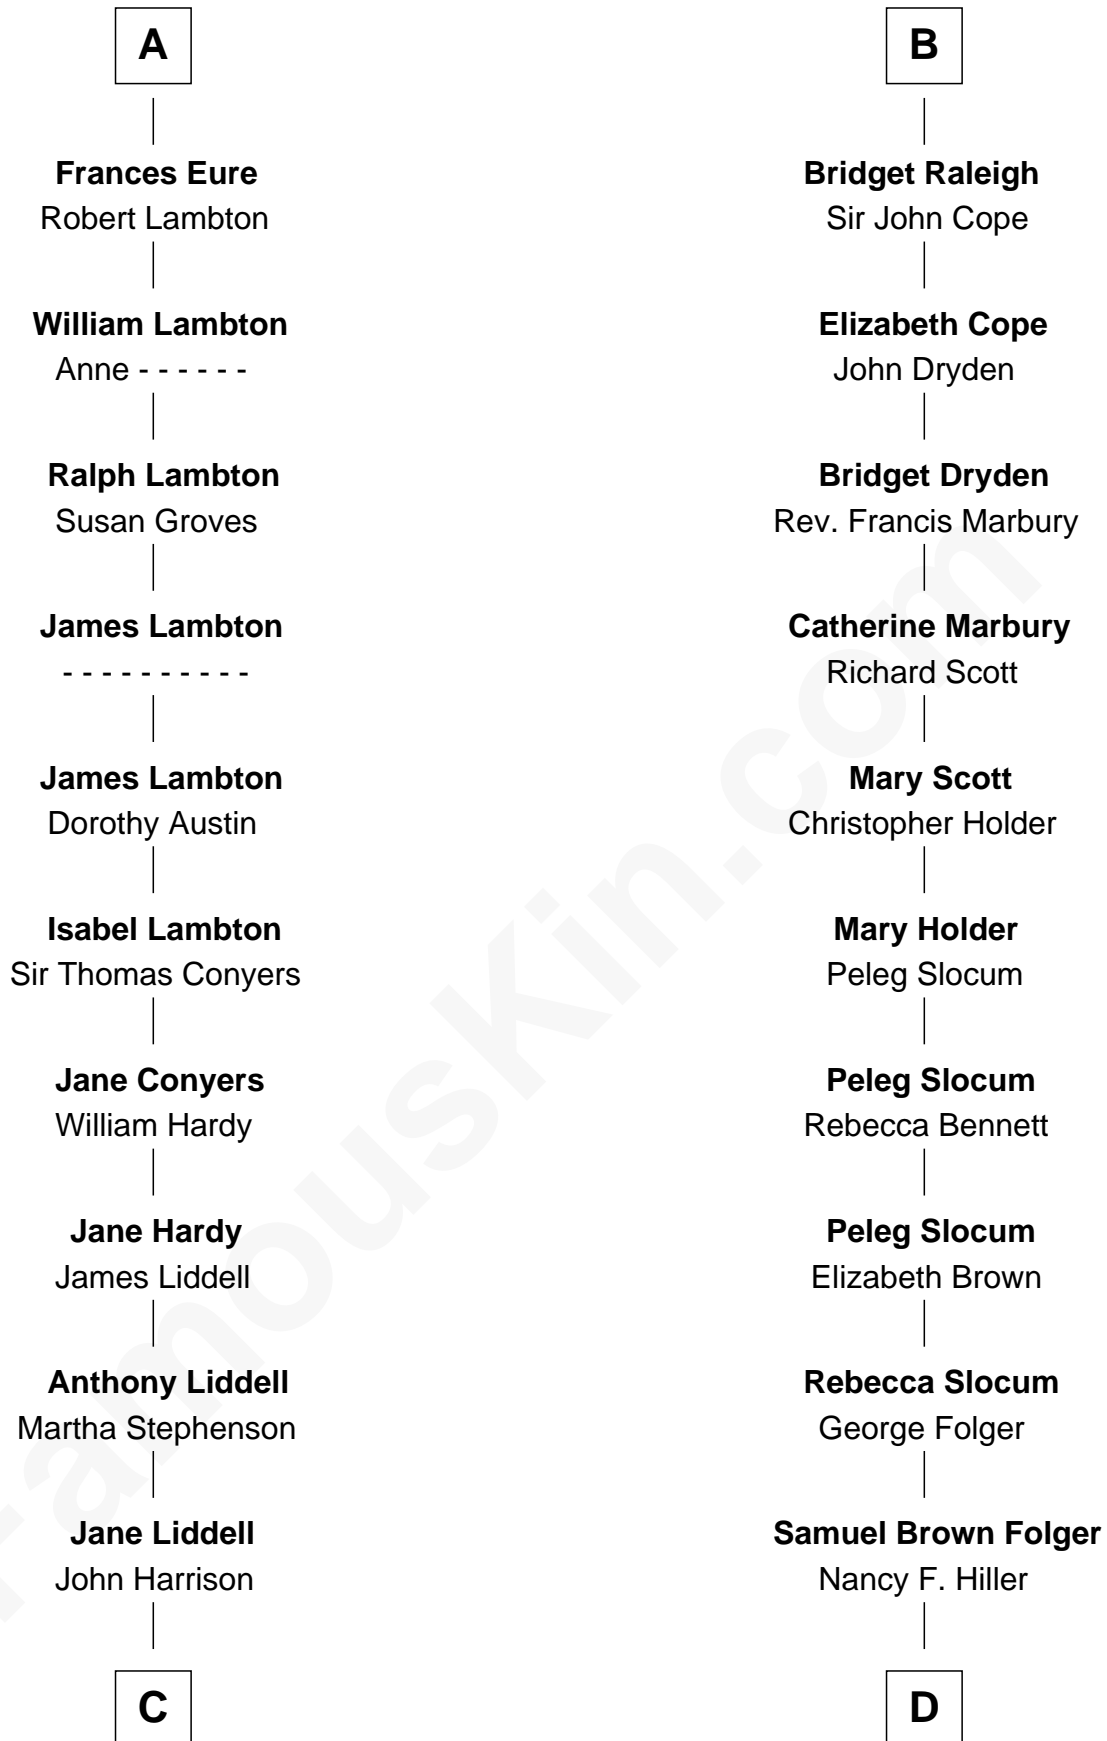 A
Frances Eure
Robert Lambton
William Lambton
Anne - - - - - -
Ralph Lambton
Susan Groves
James Lambton
- - - - - - - - - -
James Lambton
Dorothy Austin
Isabel Lambton
Sir Thomas Conyers
Jane Conyers
William Hardy
Jane Hardy
James Liddell
Anthony Liddell
Martha Stephenson
Jane Liddell
John Harrison
C
B
Bridget Raleigh
Sir John Cope
Elizabeth Cope
John Dryden
Bridget Dryden
Rev. Francis Marbury
Catherine Marbury
Richard Scott
Mary Scott
Christopher Holder
Mary Holder
Peleg Slocum
Peleg Slocum
Rebecca Bennett
Peleg Slocum
Elizabeth Brown
Rebecca Slocum
George Folger
Samuel Brown Folger
Nancy F. Hiller
D
FamousKin.com